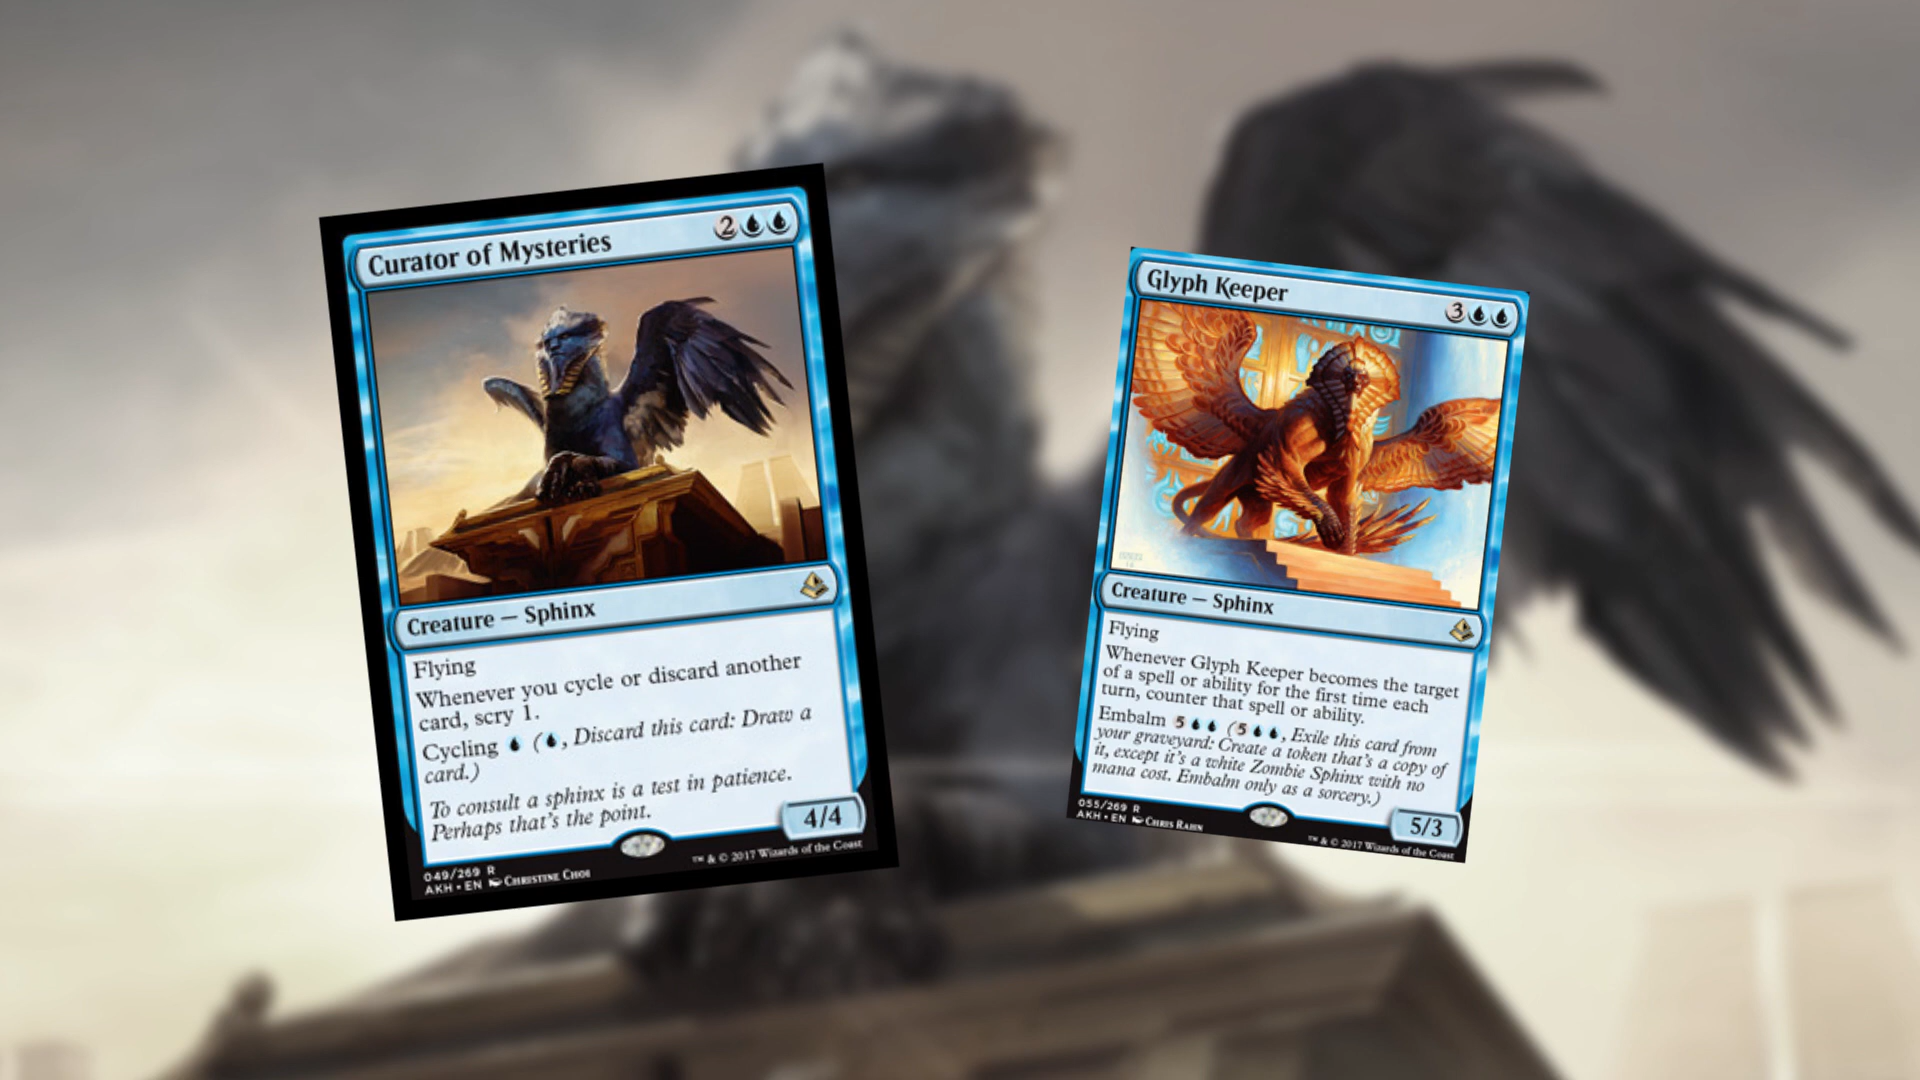 Curator of Mysteries 2
Creature — Sphinx
Flying
Whenever you cycle or discard another
card, scry 1.
Cycling ( , Discard this card: Draw a
card.)
To consult a sphinx is a test in patience.
Perhaps that's the point.
4/4
049/269 R
AKH • EN Christine Choi
™ & © 2017 Wizards of the Coast
Glyph Keeper
3
Creature — Sphinx
Flying
Whenever Glyph Keeper becomes the target
of a spell or ability for the first time each
turn, counter that spell or ability.
Embalm 5 (5 , Exile this card from
your graveyard: Create a token that's a copy of
it, except it's a white Zombie Sphinx with no
mana cost. Embalm only as a sorcery.)
5/3
055/269 R
AKH • EN Chris Rahn
™ & © 2017 Wizards of the Coast